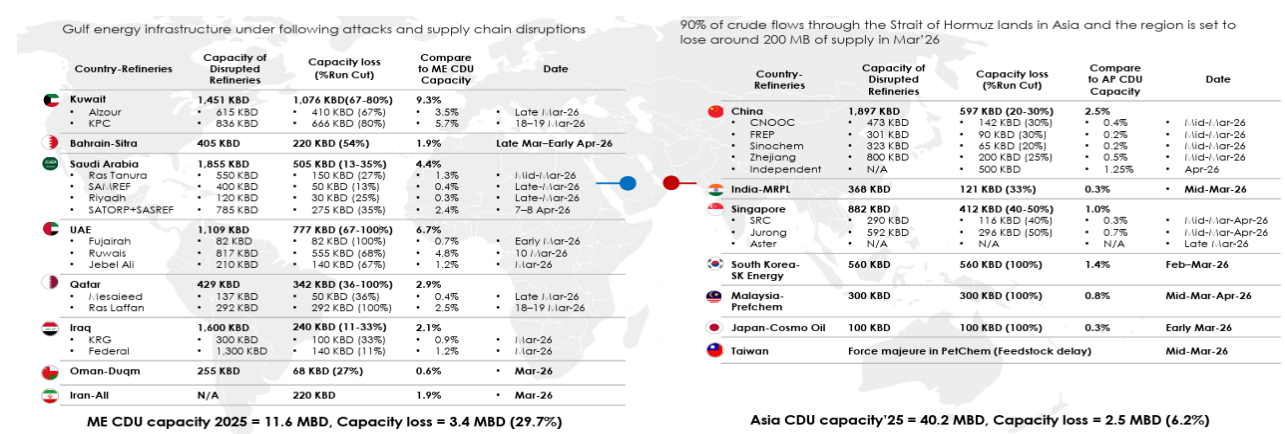 Gulf energy infrastructure under following attacks and supply chain disruptions
Country-Refineries
Capacity of
Disrupted
Refineries
Capacity loss
(%Run Cut)
Compare
to ME CDU
Capacity
Date
Kuwait 1,451 KBD 1,076 KBD(67-80%) 9.3%
• Alzour • 615 KBD • 410 KBD (67%) • 3.5% • Late Mar-26
• KPC • 836 KBD • 666 KBD (80%) • 5.7% • 18–19 Mar-26
Bahrain-Sitra 405 KBD 220 KBD (54%) 1.9% Late Mar–Early Apr-26
Saudi Arabia 1,855 KBD 505 KBD (13-35%) 4.4%
• Ras Tanura • 550 KBD • 150 KBD (27%) • 1.3% • Mid-Mar-26
• SAMREF • 400 KBD • 50 KBD (13%) • 0.4% • Late-Mar-26
• Riyadh • 120 KBD • 30 KBD (25%) • 0.3% • Late-Mar-26
• SATORP+SASREF • 785 KBD • 275 KBD (35%) • 2.4% • 7–8 Apr-26
UAE 1,109 KBD 777 KBD (67-100%) 6.7%
• Fujairah • 82 KBD • 82 KBD (100%) • 0.7% • Early Mar-26
• Ruwais • 817 KBD • 555 KBD (68%) • 4.8% • 10 Mar-26
• Jebel Ali • 210 KBD • 140 KBD (67%) • 1.2% • Mar-26
Qatar 429 KBD 342 KBD (36-100%) 2.9%
• Mesaieed • 137 KBD • 50 KBD (36%) • 0.4% • Late Mar-26
• Ras Laffan • 292 KBD • 292 KBD (100%) • 2.5% • 18–19 Mar-26
Iraq 1,600 KBD 240 KBD (11-33%) 2.1%
• KRG • 300 KBD • 100 KBD (33%) • 0.9% • Mar-26
• Federal • 1,300 KBD • 140 KBD (11%) • 1.2% • Mar-26
Oman-Duqm 255 KBD 68 KBD (27%) 0.6% • Mar-26
Iran-All N/A 220 KBD 1.9% • Mar-26
ME CDU capacity 2025 = 11.6 MBD, Capacity loss = 3.4 MBD (29.7%)
90% of crude flows through the Strait of Hormuz lands in Asia and the region is set to
lose around 200 MB of supply in Mar'26
Country-
Refineries
Capacity of
Disrupted
Refineries
Capacity loss
(%Run Cut)
Compare
to AP CDU
Capacity
Date
China 1,897 KBD 597 KBD (20-30%) 2.5%
• CNOOC • 473 KBD • 142 KBD (30%) • 0.4% • Mid-Mar-26
• FREP • 301 KBD • 90 KBD (30%) • 0.2% • Mid-Mar-26
• Sinochem • 323 KBD • 65 KBD (20%) • 0.2% • Mid-Mar-26
• Zhejiang • 800 KBD • 200 KBD (25%) • 0.5% • Mid-Mar-26
• Independent • N/A • 500 KBD • 1.25% • Apr-26
India-MRPL 368 KBD 121 KBD (33%) 0.3% • Mid-Mar-26
Singapore 882 KBD 412 KBD (40-50%) 1.0%
• SRC • 290 KBD • 116 KBD (40%) • 0.3% • Mid-Mar-Apr-26
• Jurong • 592 KBD • 296 KBD (50%) • 0.7% • Mid-Mar-Apr-26
• Aster • N/A • N/A • N/A • Late Mar-26
South Korea-
SK Energy 560 KBD 560 KBD (100%) 1.4% Feb–Mar-26
Malaysia-
Prefchem 300 KBD 300 KBD (100%) 0.8% Mid-Mar-Apr-26
Japan-Cosmo Oil 100 KBD 100 KBD (100%) 0.3% Early Mar-26
Taiwan Force majeure in PetChem (Feedstock delay) Mid-Mar-26
Asia CDU capacity'25 = 40.2 MBD, Capacity loss = 2.5 MBD (6.2%)